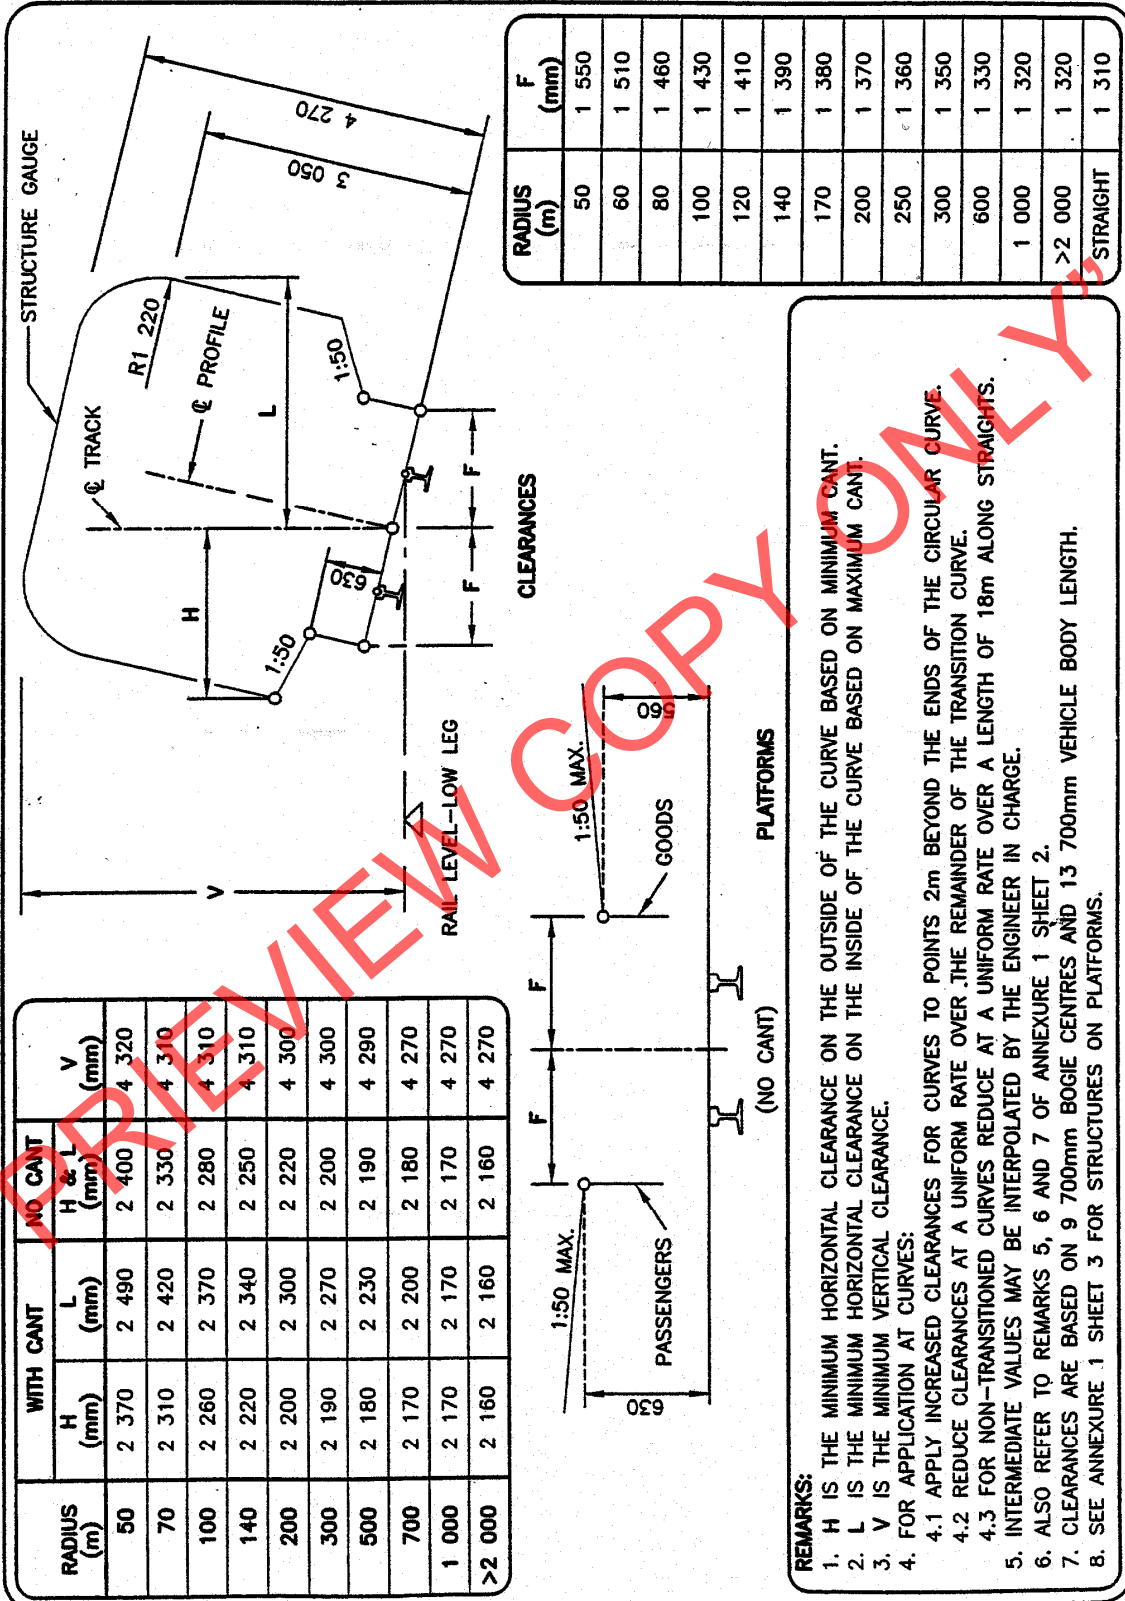 RADIUS (m) | WITH CANT H (mm) | WITH CANT L (mm) | NO CANT H & L (mm) | V (mm)
50 | 2 370 | 2 490 | 2 400 | 4 320
70 | 2 310 | 2 420 | 2 330 | 4 310
100 | 2 260 | 2 370 | 2 280 | 4 310
140 | 2 220 | 2 340 | 2 250 | 4 310
200 | 2 200 | 2 300 | 2 220 | 4 300
300 | 2 190 | 2 270 | 2 200 | 4 300
500 | 2 180 | 2 230 | 2 190 | 4 290
700 | 2 170 | 2 200 | 2 180 | 4 270
1 000 | 2 170 | 2 170 | 2 170 | 4 270
>2 000 | 2 160 | 2 160 | 2 160 | 4 270
STRUCTURE GAUGE
℄ TRACK
R1 220
℄ PROFILE
4 270
3 050
H
L
1:50
1:50
630
V
F
F
RAIL LEVEL-LOW LEG
CLEARANCES
1:50 MAX.
1:50 MAX.
F
F
PASSENGERS
GOODS
630
560
(NO CANT)
PLATFORMS
RADIUS (m) | F (mm)
50 | 1 550
60 | 1 510
80 | 1 460
100 | 1 430
120 | 1 410
140 | 1 390
170 | 1 380
200 | 1 370
250 | 1 360
300 | 1 350
600 | 1 330
1 000 | 1 320
>2 000 | 1 320
STRAIGHT | 1 310
REMARKS:
1. H IS THE MINIMUM HORIZONTAL CLEARANCE ON THE OUTSIDE OF THE CURVE BASED ON MINIMUM CANT.
2. L IS THE MINIMUM HORIZONTAL CLEARANCE ON THE INSIDE OF THE CURVE BASED ON MAXIMUM CANT.
3. V IS THE MINIMUM VERTICAL CLEARANCE.
4. FOR APPLICATION AT CURVES:
4.1 APPLY INCREASED CLEARANCES FOR CURVES TO POINTS 2m BEYOND THE ENDS OF THE CIRCULAR CURVE.
4.2 REDUCE CLEARANCES AT A UNIFORM RATE OVER THE REMAINDER OF THE TRANSITION CURVE.
4.3 FOR NON-TRANSITIONED CURVES REDUCE AT A UNIFORM RATE OVER A LENGTH OF 18m ALONG STRAIGHTS.
5. INTERMEDIATE VALUES MAY BE INTERPOLATED BY THE ENGINEER IN CHARGE.
6. ALSO REFER TO REMARKS 5, 6 AND 7 OF ANNEXURE 1 SHEET 2.
7. CLEARANCES ARE BASED ON 9 700mm BOGIE CENTRES AND 13 700mm VEHICLE BODY LENGTH.
8. SEE ANNEXURE 1 SHEET 3 FOR STRUCTURES ON PLATFORMS.
PREVIEW COPY ONLY"